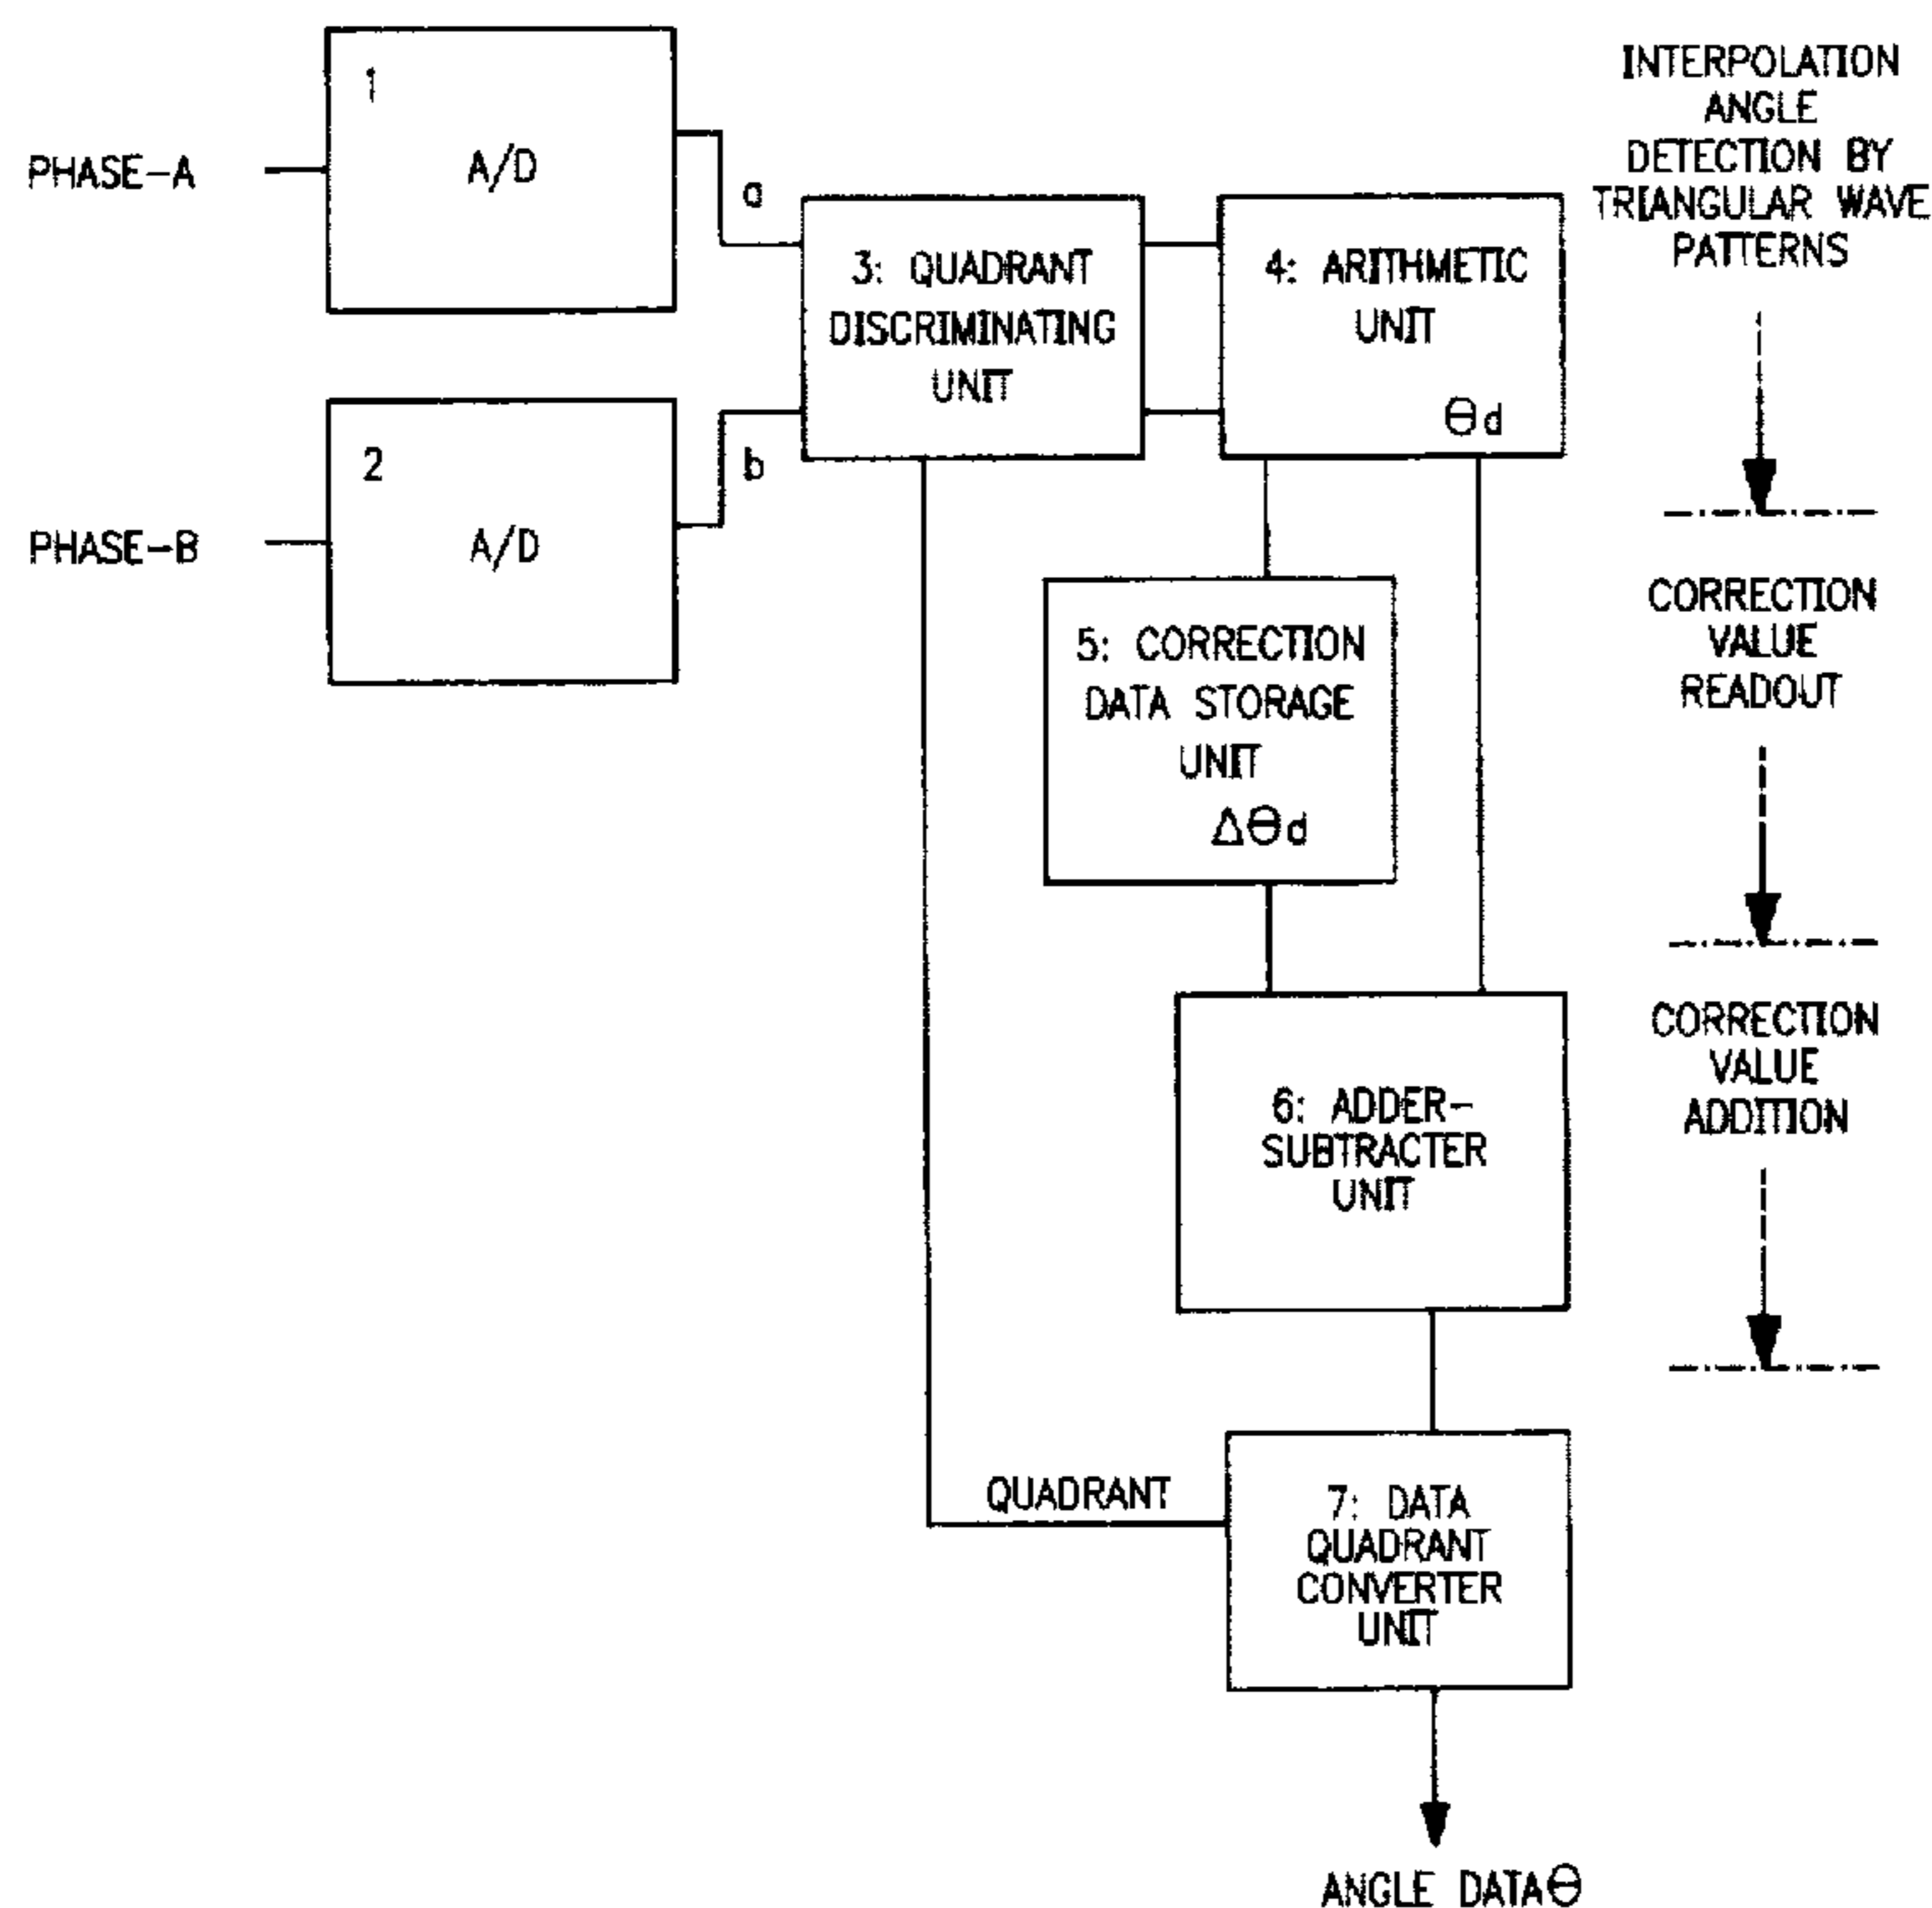 PHASE-A
1
A/D
a
PHASE-B
2
A/D
b
3: QUADRANT
DISCRIMINATING
UNIT
4: ARITHMETIC
UNIT
Θd
5: CORRECTION
DATA STORAGE
UNIT
ΔΘd
6: ADDER-
SUBTRACTER
UNIT
QUADRANT
7: DATA
QUADRANT
CONVERTER
UNIT
ANGLE DATA Θ
INTERPOLATION
ANGLE
DETECTION BY
TRIANGULAR WAVE
PATTERNS
CORRECTION
VALUE
READOUT
CORRECTION
VALUE
ADDITION